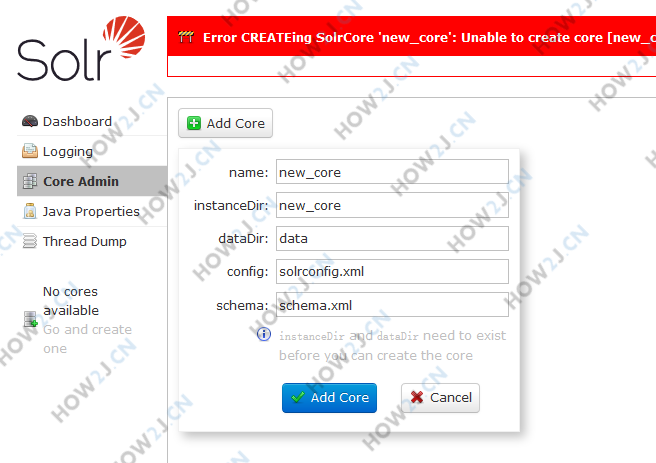 Solr
Error CREATEing SolrCore 'new_core': Unable to create core [new_c
Dashboard
Logging
Core Admin
Java Properties
Thread Dump
No cores
available
Go and create
one
Add Core
name: new_core
instanceDir: new_core
dataDir: data
config: solrconfig.xml
schema: schema.xml
instanceDir and dataDir need to exist
before you can create the core
Add Core
Cancel
HOW2J.CN